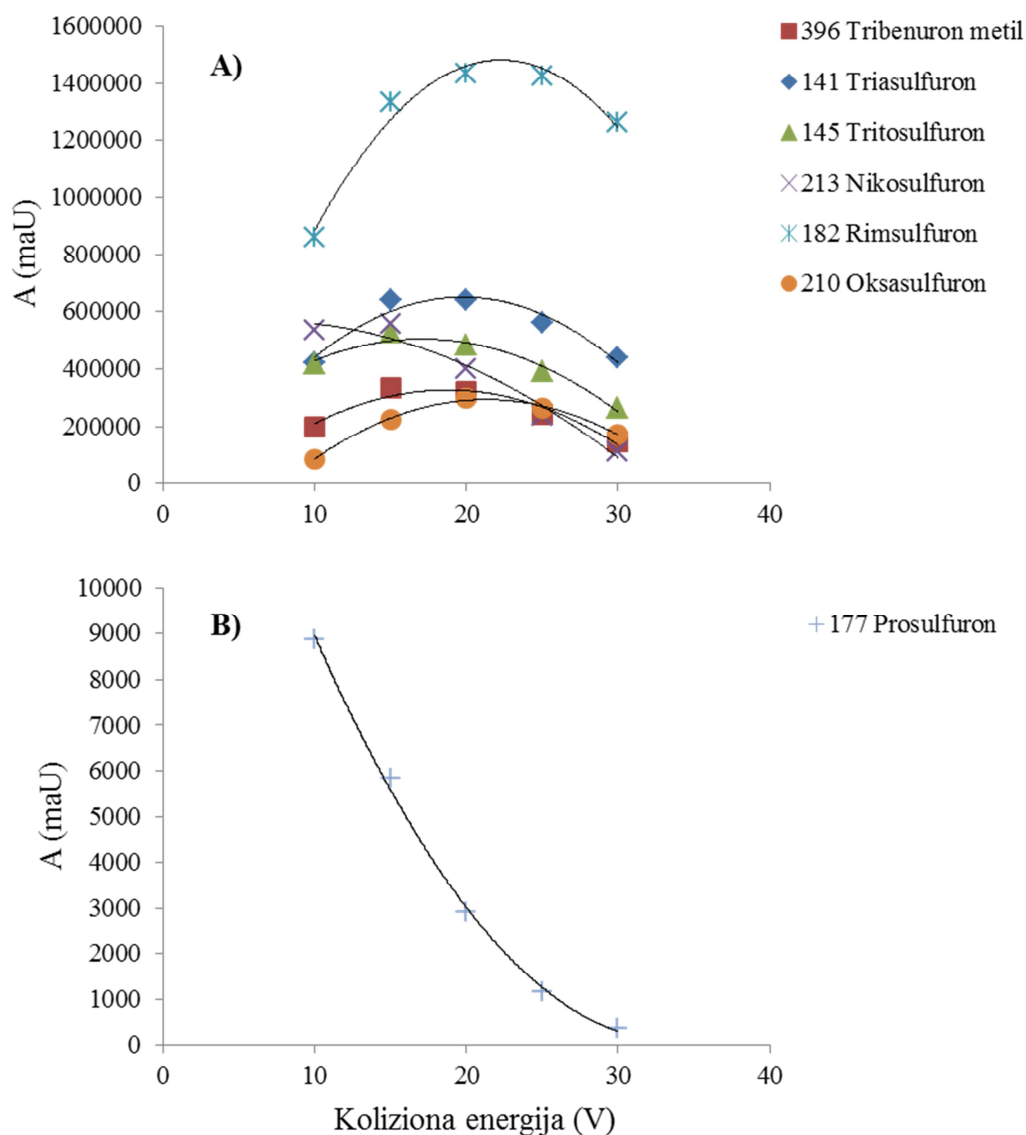 A)
A (maU)
1600000
1400000
1200000
1000000
800000
600000
400000
200000
0
0 10 20 30 40
396 Tribenuron metil
141 Triasulfuron
145 Tritosulfuron
213 Nikosulfuron
182 Rimsulfuron
210 Oksasulfuron
B)
A (maU)
10000
9000
8000
7000
6000
5000
4000
3000
2000
1000
0
0 10 20 30 40
177 Prosulfuron
Koliziona energija (V)